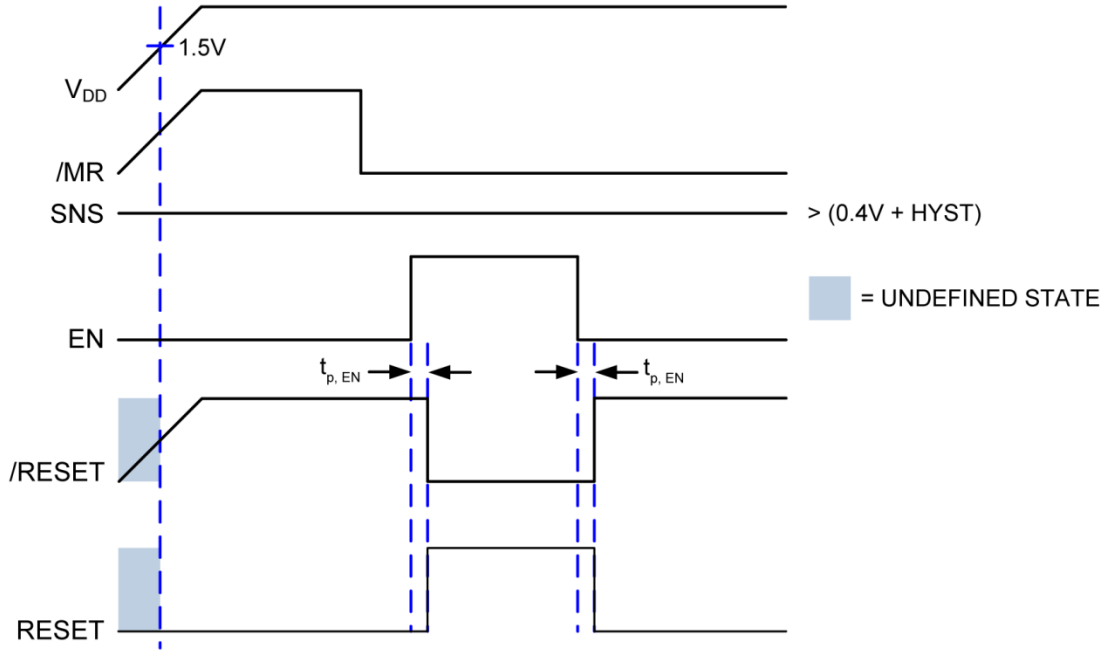 1.5V
VDD
/MR
SNS
> (0.4V + HYST)
= UNDEFINED STATE
EN
tp, EN
tp, EN
/RESET
RESET